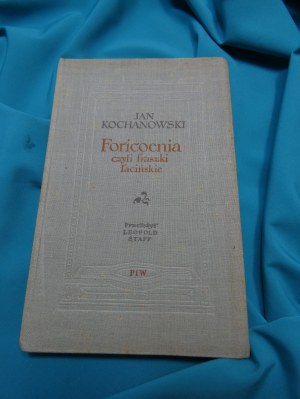 JAN
KOCHANOWSKI
Foricoenia
czyli fraszki
łacińskie
Przełożył
LEOPOLD
STAFF
PIW